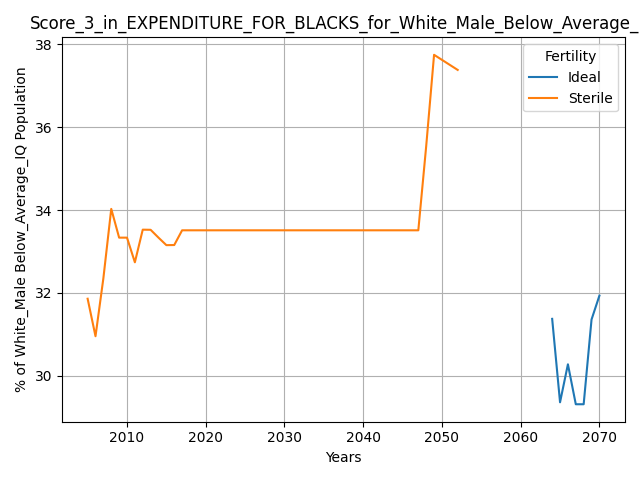 Score_3_in_EXPENDITURE_FOR_BLACKS_for_White_Male_Below_Average_
Fertility
Ideal
Sterile
% of White_Male Below_Average_IQ Population
38
36
34
32
30
2010 2020 2030 2040 2050 2060 2070
Years